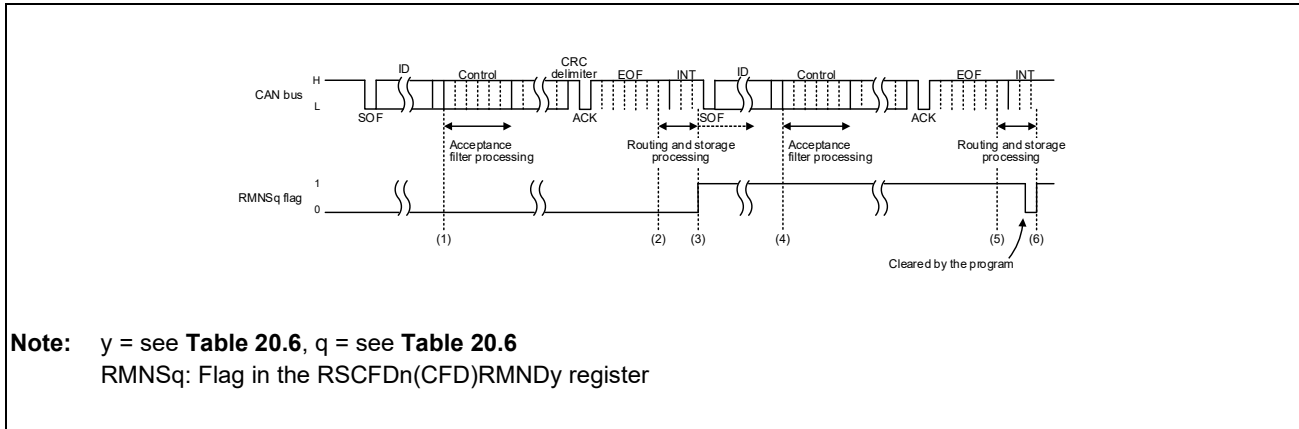 CRC
ID
Control
delimiter
EOF
INT
ID
Control
EOF
INT
H
CAN bus
L
SOF
ACK
SOF
ACK
Acceptance
filter processing
Routing and storage
processing
Acceptance
filter processing
Routing and storage
processing
1
RMNSq flag
0
(1)
(2)
(3)
(4)
(5)
(6)
Cleared by the program
Note: y = see Table 20.6, q = see Table 20.6
RMNSq: Flag in the RSCFDn(CFD)RMNDy register